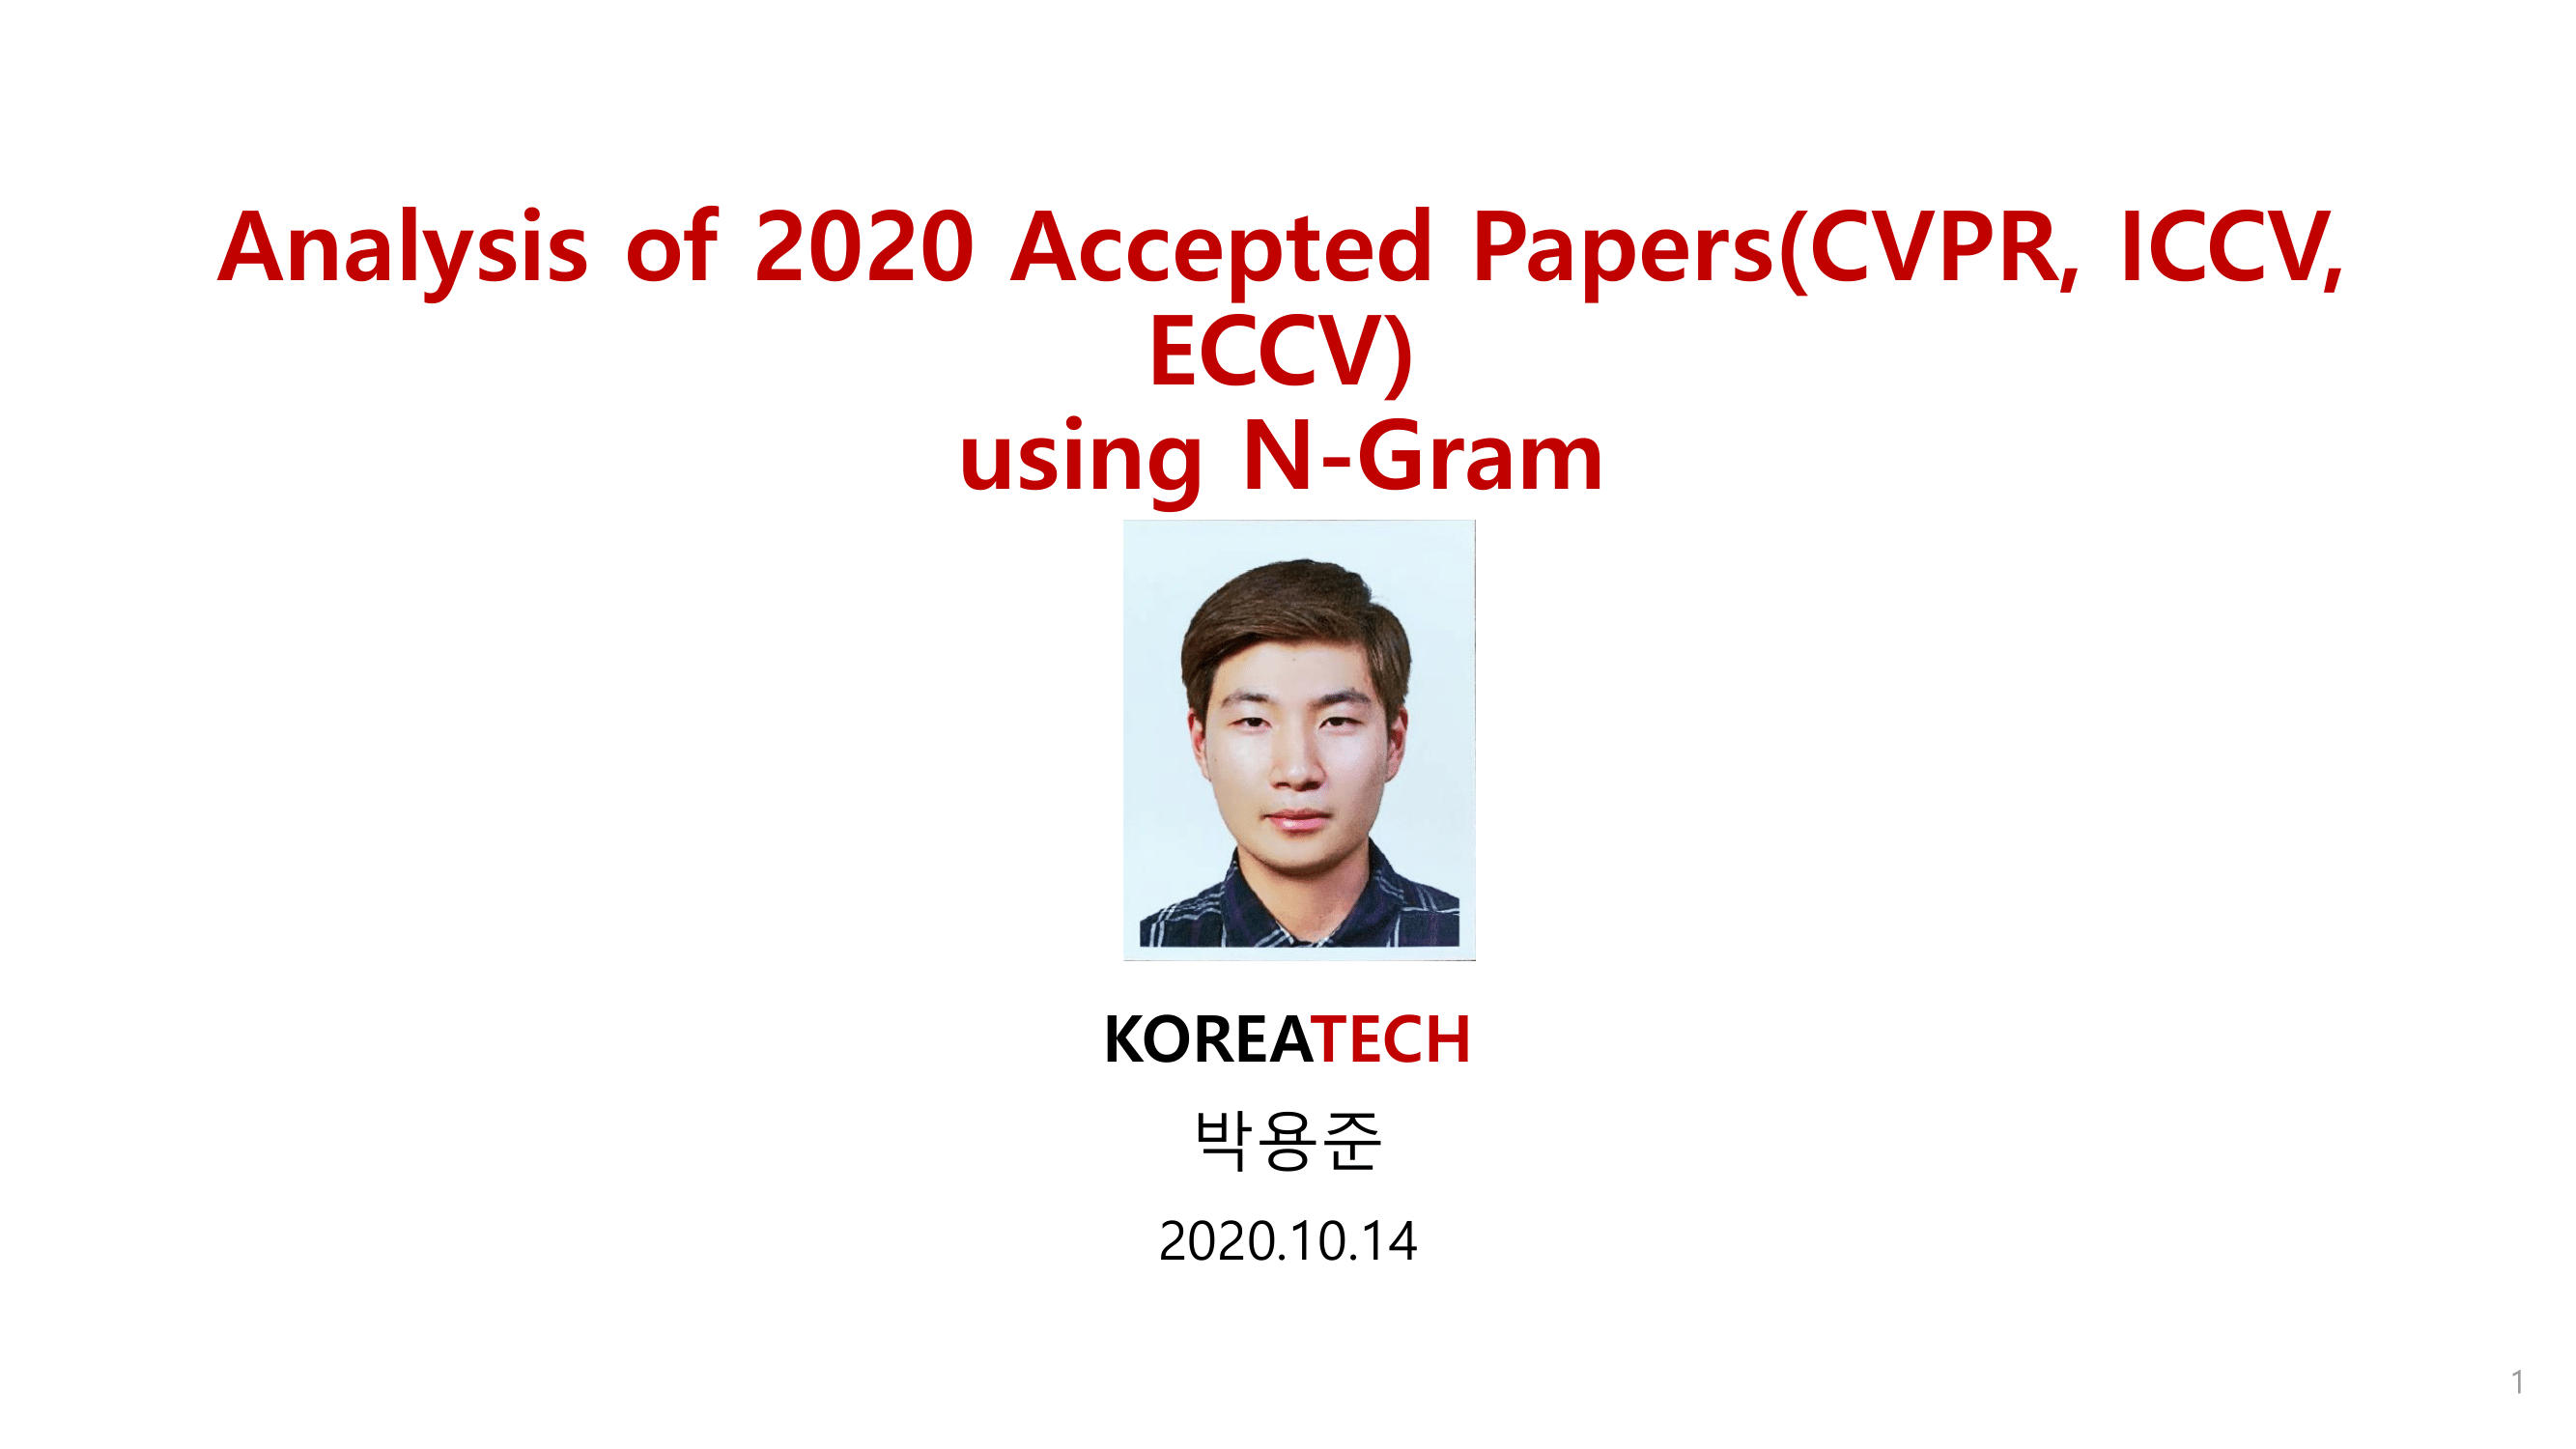 Analysis of 2020 Accepted Papers(CVPR, ICCV,
ECCV)
using N-Gram
KOREATECH
박용준
2020.10.14
1